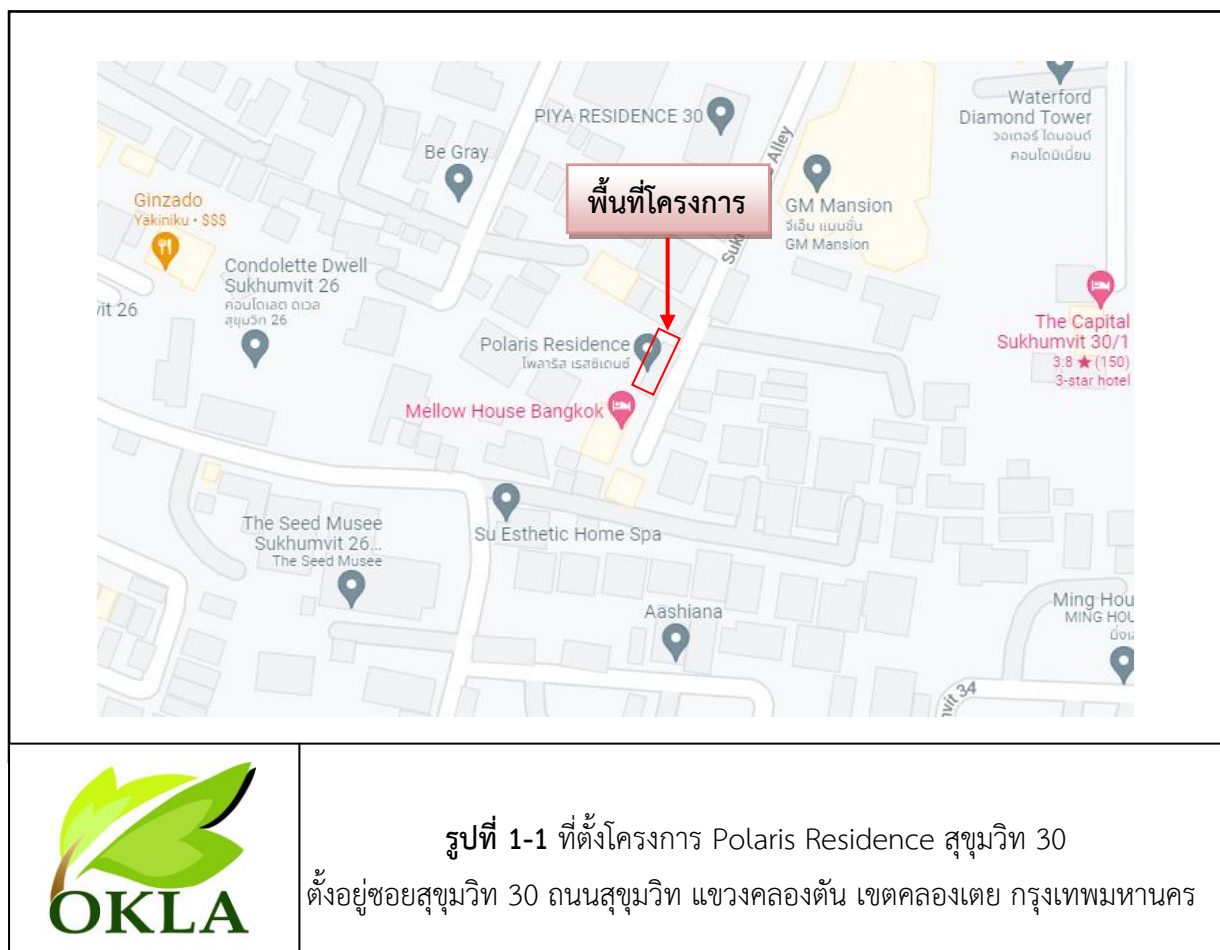 Waterford
Diamond Tower
วอเตอร์ ไดมอนด์
คอนโดมิเนี่ยม
PIYA RESIDENCE 30
Alley
Be Gray
พื้นที่โครงการ
Ginzado
Yakiniku • $$$
GM Mansion
จีเอ็ม แมนชั่น
GM Mansion
Condolette Dwell
Sukhumvit 26
คอนโดเลต ดเวล
สุขุมวิท 26
vit 26
The Capital
Sukhumvit 30/1
3.8 ★ (150)
3-star hotel
Polaris Residence
โพลาริส เรสซิเดนซ์
Mellow House Bangkok
The Seed Musee
Sukhumvit 26...
The Seed Musee
Su Esthetic Home Spa
Aashiana
Ming Hou
MING HOU
vit 34
OKLA
รูปที่ 1-1 ที่ตั้งโครงการ Polaris Residence สุขุมวิท 30
ตั้งอยู่ซอยสุขุมวิท 30 ถนนสุขุมวิท แขวงคลองตัน เขตคลองเตย กรุงเทพมหานคร